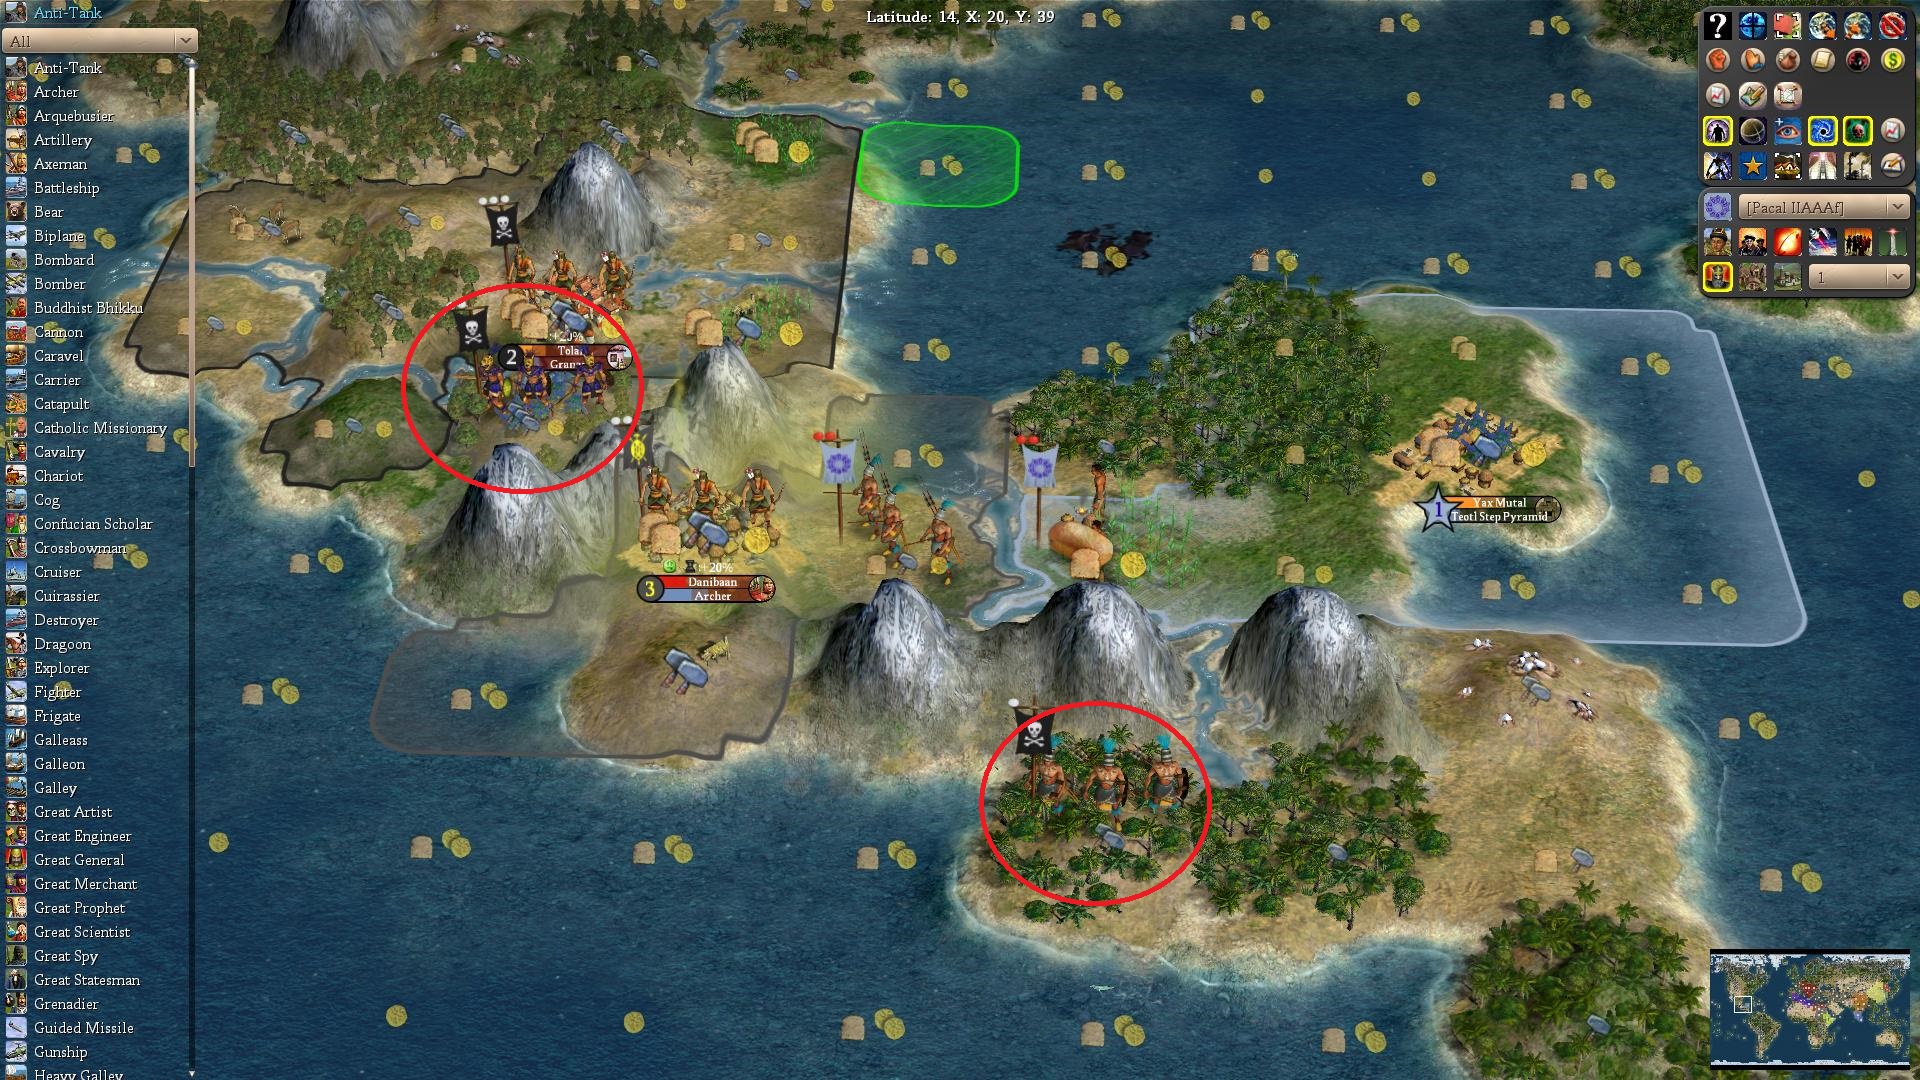 Latitude: 14, X: 20, Y: 39
Anti-Tank
All
Anti-Tank
Archer
Arquebusier
Artillery
Axeman
Battleship
Bear
Biplane
Bombard
Bomber
Buddhist Bhikku
Cannon
Caravel
Carrier
Catapult
Catholic Missionary
Cavalry
Chariot
Cog
Confucian Scholar
Crossbowman
Cruiser
Cuirassier
Destroyer
Dragoon
Explorer
Fighter
Frigate
Galleass
Galleon
Galley
Great Artist
Great Engineer
Great General
Great Merchant
Great Prophet
Great Scientist
Great Spy
Great Statesman
Grenadier
Guided Missile
Gunship
Heavy Galley
[Pacal IIAAAf]
1
:+20%
2
:+20%
3 Danibaan
Archer
1 Yax Mutal
Teotl Step Pyramid